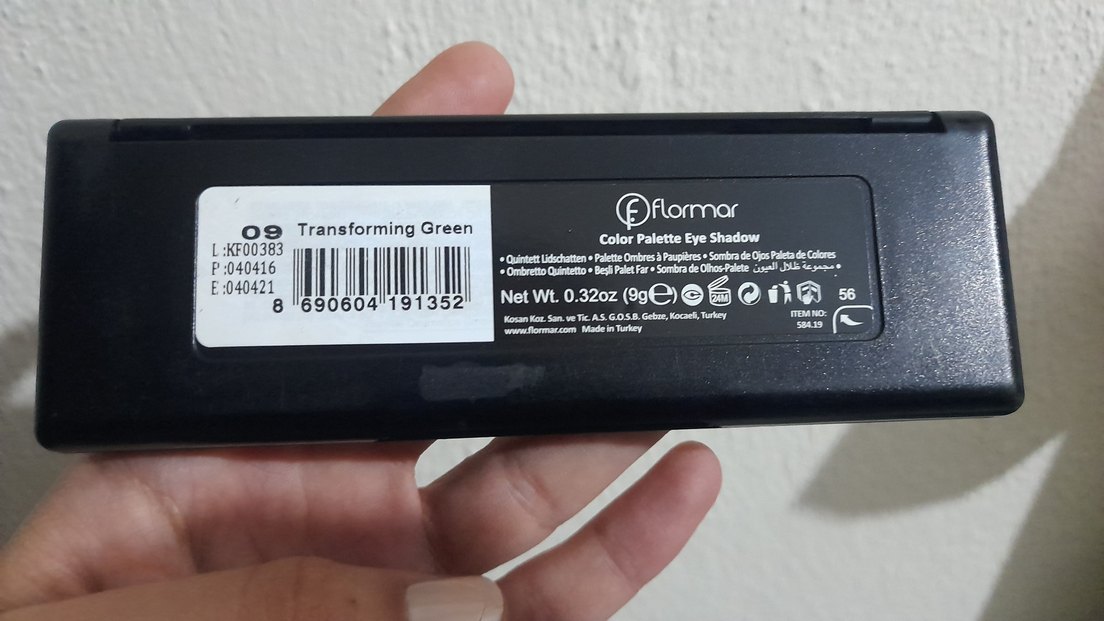 09 Transforming Green
L :KF00383
P :040416
E :040421
8 690604 191352
flormar
Color Palette Eye Shadow
• Quintett Lidschatten • Palette Ombres à Paupières • Sombra de Ojos Paleta de Colores
• Ombretto Quintetto • Beşli Palet Far • Sombra de Olhos-Palete مجموعة ظلال العيون •
Net Wt. 0.32oz (9g℮) 24M 56
Kosan Koz. San. ve Tic. A.S. G.O.S.B. Gebze, Kocaeli, Turkey
www.flormar.com Made in Turkey
ITEM NO:
584.19